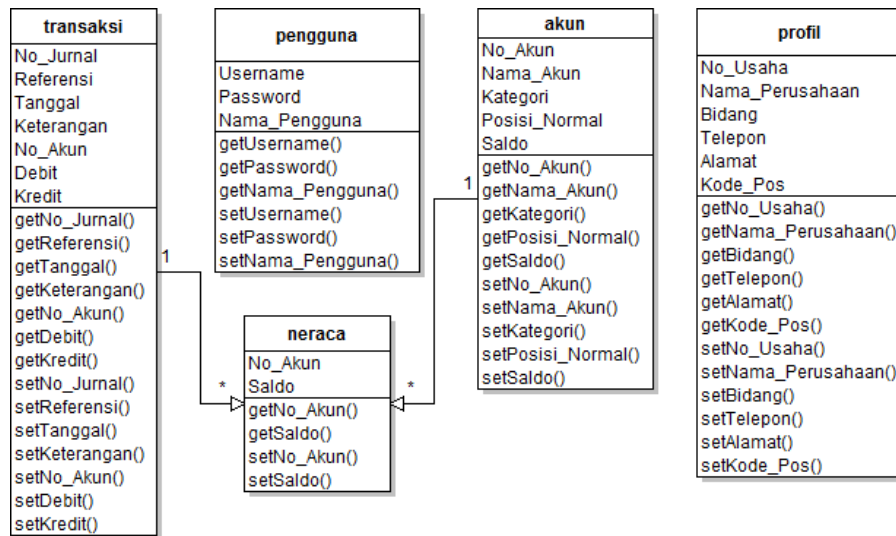 transaksi
No_Jurnal
Referensi
Tanggal
Keterangan
No_Akun
Debit
Kredit
getNo_Jurnal()
getReferensi()
getTanggal()
getKeterangan()
getNo_Akun()
getDebit()
getKredit()
setNo_Jurnal()
setReferensi()
setTanggal()
setKeterangan()
setNo_Akun()
setDebit()
setKredit()
1
*
pengguna
Username
Password
Nama_Pengguna
getUsername()
getPassword()
getNama_Pengguna()
setUsername()
setPassword()
setNama_Pengguna()
neraca
No_Akun
Saldo
getNo_Akun()
getSaldo()
setNo_Akun()
setSaldo()
*
1
akun
No_Akun
Nama_Akun
Kategori
Posisi_Normal
Saldo
getNo_Akun()
getNama_Akun()
getKategori()
getPosisi_Normal()
getSaldo()
setNo_Akun()
setNama_Akun()
setKategori()
setPosisi_Normal()
setSaldo()
profil
No_Usaha
Nama_Perusahaan
Bidang
Telepon
Alamat
Kode_Pos
getNo_Usaha()
getNama_Perusahaan()
getBidang()
getTelepon()
getAlamat()
getKode_Pos()
setNo_Usaha()
setNama_Perusahaan()
setBidang()
setTelepon()
setAlamat()
setKode_Pos()